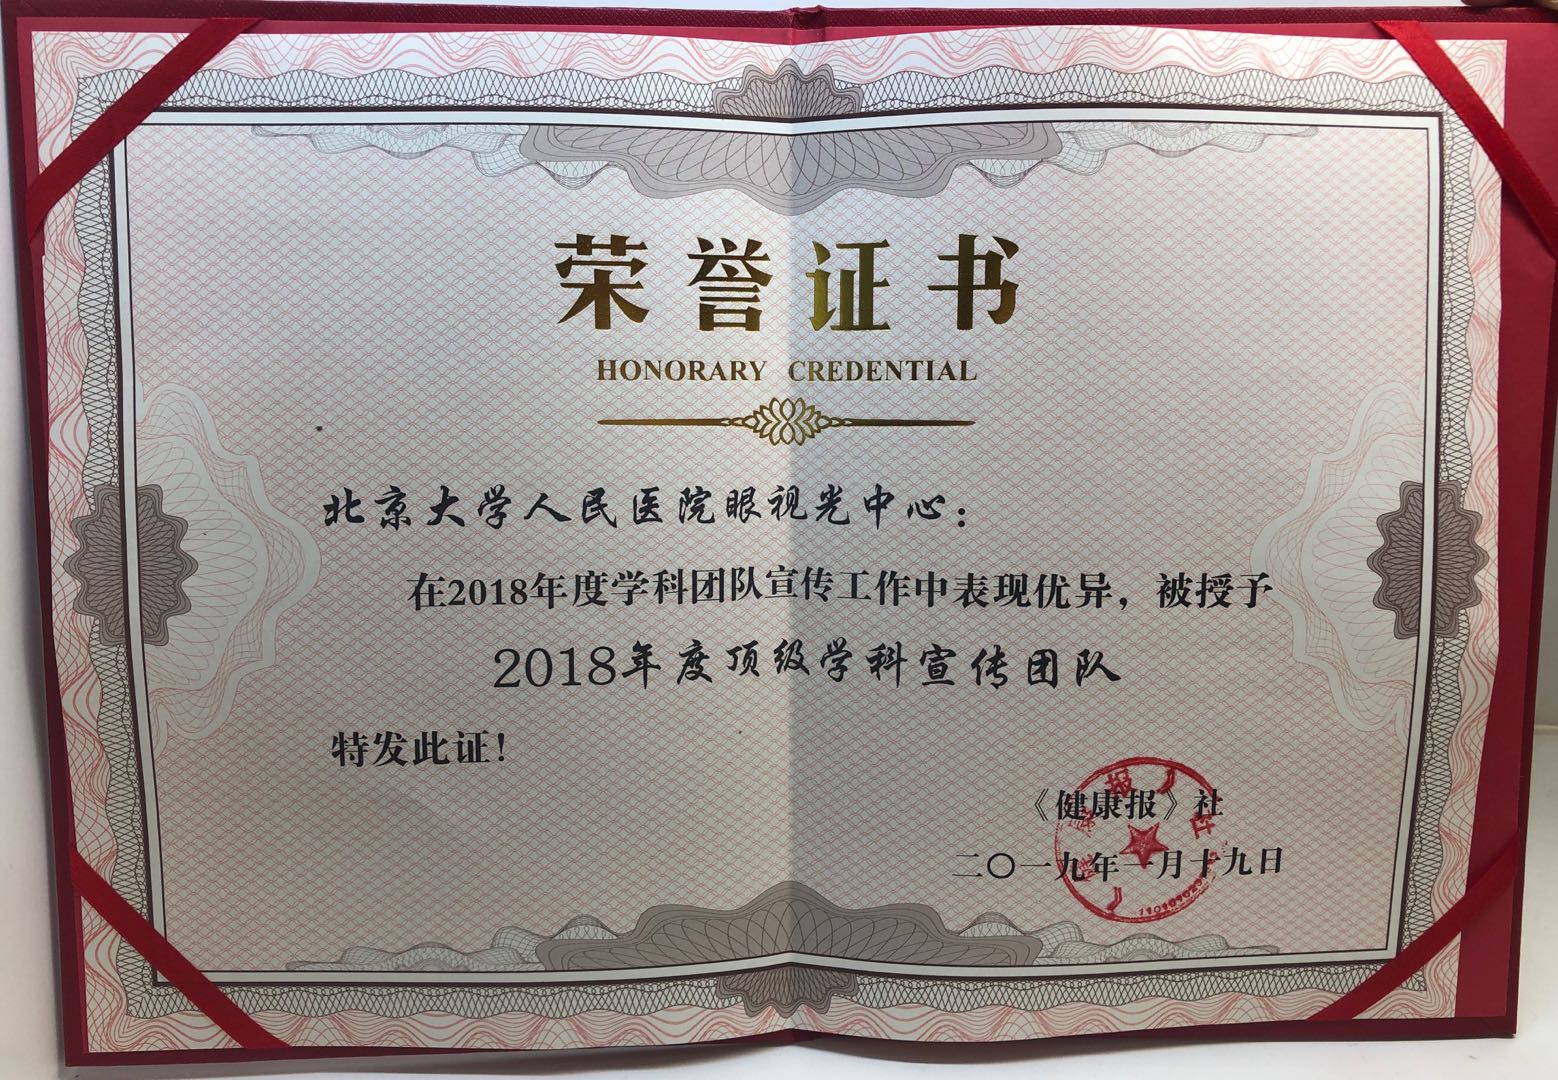 荣誉证书
HONORARY CREDENTIAL
北京大学人民医院眼视光中心：
在2018年度学科团队宣传工作中表现优异，被授予
2018年度顶级学科宣传团队
特发此证！
《健康报》社
二〇一九年一月十九日